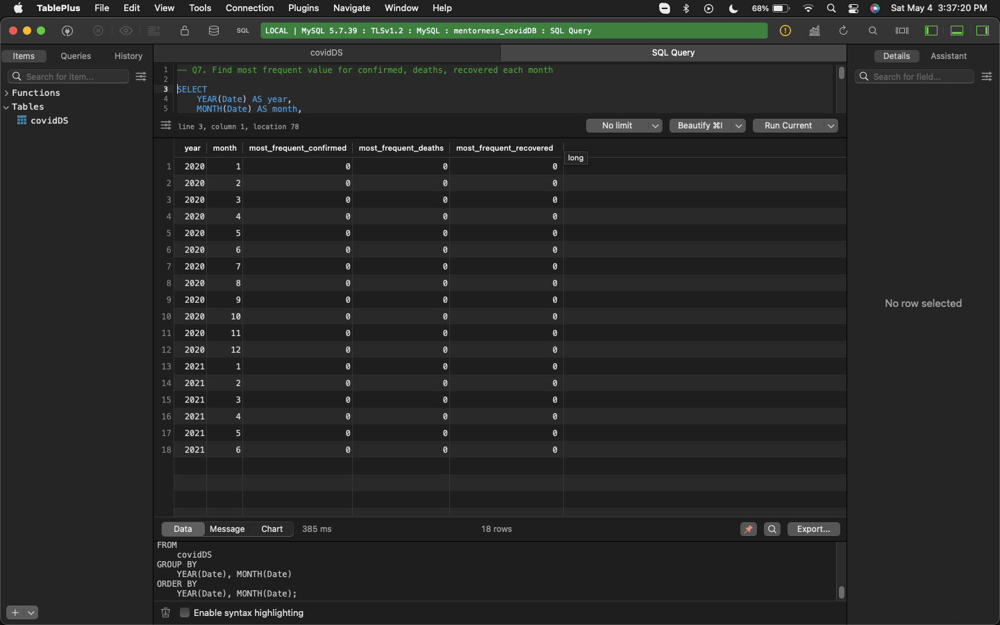 TablePlus File Edit View Tools Connection Plugins Navigate Window Help 68% Sat May 4 3:37:20 PM
SQL LOCAL | MySQL 5.7.39 : TLSv1.2 : MySQL : mentorness_covidDB : SQL Query
Items Queries History
Search for item...
Functions
Tables
covidDS
covidDS SQL Query
1 -- Q7. Find most frequent value for confirmed, deaths, recovered each month
2
3 SELECT
4 YEAR(Date) AS year,
5 MONTH(Date) AS month,
line 3, column 1, location 78 No limit Beautify ⌘I Run Current
year month most_frequent_confirmed most_frequent_deaths most_frequent_recovered
long
1 2020 1 0 0 0
2 2020 2 0 0 0
3 2020 3 0 0 0
4 2020 4 0 0 0
5 2020 5 0 0 0
6 2020 6 0 0 0
7 2020 7 0 0 0
8 2020 8 0 0 0
9 2020 9 0 0 0
10 2020 10 0 0 0
11 2020 11 0 0 0
12 2020 12 0 0 0
13 2021 1 0 0 0
14 2021 2 0 0 0
15 2021 3 0 0 0
16 2021 4 0 0 0
17 2021 5 0 0 0
18 2021 6 0 0 0
Data Message Chart 385 ms 18 rows Export...
FROM
covidDS
GROUP BY
YEAR(Date), MONTH(Date)
ORDER BY
YEAR(Date), MONTH(Date);
Enable syntax highlighting
Details Assistant
Search for field...
No row selected